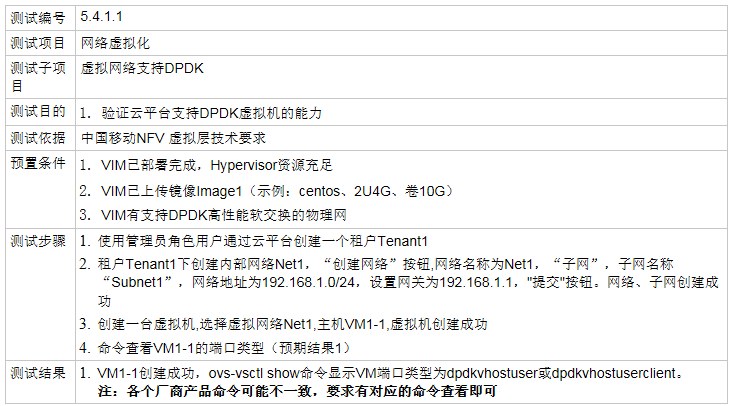 测试编号 5.4.1.1
测试项目 网络虚拟化
测试子项 虚拟网络支持DPDK
目
测试目的 1. 验证云平台支持DPDK虚拟机的能力
测试依据 中国移动NFV 虚拟层技术要求
预置条件 1. VIM已部署完成，Hypervisor资源充足
2. VIM已上传镜像Image1（示例：centos、2U4G、卷10G）
3. VIM有支持DPDK高性能软交换的物理网
测试步骤 1. 使用管理员角色用户通过云平台创建一个租户Tenant1
2. 租户Tenant1下创建内部网络Net1，“创建网络”按钮,网络名称为Net1，“子网”，子网名称
“Subnet1”，网络地址为192.168.1.0/24，设置网关为192.168.1.1，"提交"按钮。网络、子网创建成
功
3. 创建一台虚拟机,选择虚拟网络Net1,主机VM1-1,虚拟机创建成功
4. 命令查看VM1-1的端口类型（预期结果1）
测试结果 1. VM1-1创建成功，ovs-vsctl show命令显示VM端口类型为dpdkvhostuser或dpdkvhostuserclient。
注：各个厂商产品命令可能不一致，要求有对应的命令查看即可